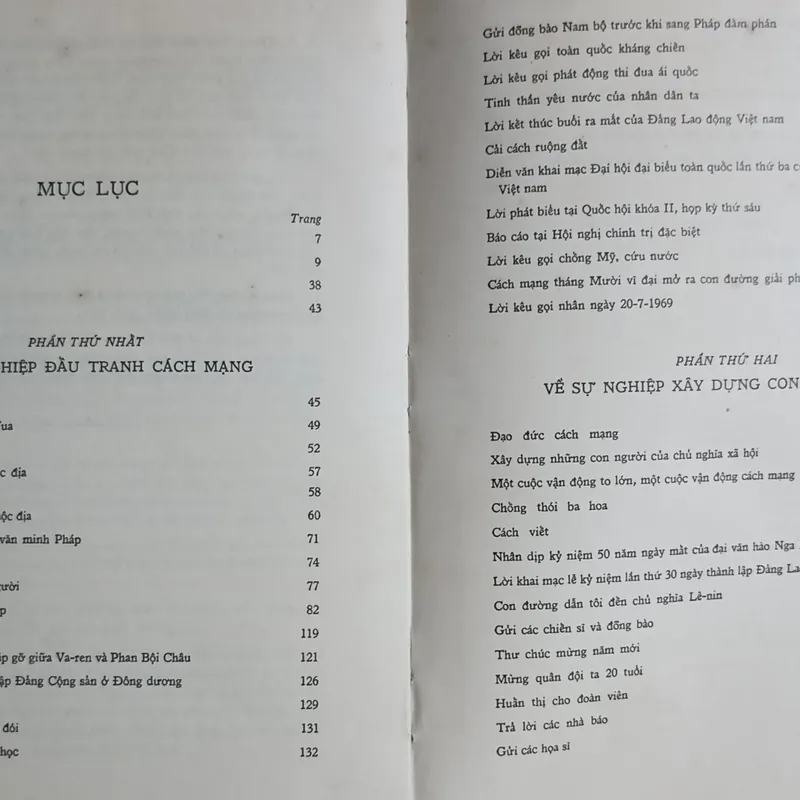 MỤC LỤC
Trang
7
9
38
43
PHẦN THỨ NHẤT
HIỆP ĐẤU TRANH CÁCH MẠNG
45
49
52
c địa 57
58
ộc địa 60
văn minh Pháp 71
74
gười 77
p 82
119
gỡ giữa Va-ren và Phan Bội Châu 121
ập Đảng Cộng sản ở Đông dương 126
129
đói 131
học 132
Gửi đồng bào Nam bộ trước khi sang Pháp đàm phán
Lời kêu gọi toàn quốc kháng chiến
Lời kêu gọi phát động thi đua ái quốc
Tinh thần yêu nước của nhân dân ta
Lời kết thúc buổi ra mắt của Đảng Lao động Việt nam
Cải cách ruộng đất
Diễn văn khai mạc Đại hội đại biểu toàn quốc lần thứ ba c
Việt nam
Lời phát biểu tại Quốc hội khóa II, họp kỳ thứ sáu
Báo cáo tại Hội nghị chính trị đặc biệt
Lời kêu gọi chống Mỹ, cứu nước
Cách mạng tháng Mười vĩ đại mở ra con đường giải ph
Lời kêu gọi nhân ngày 20-7-1969
PHẦN THỨ HAI
VỀ SỰ NGHIỆP XÂY DỰNG CON
Đạo đức cách mạng
Xây dựng những con người của chủ nghĩa xã hội
Một cuộc vận động to lớn, một cuộc vận động cách mạng
Chống thói ba hoa
Cách viết
Nhân dịp kỷ niệm 50 năm ngày mất của đại văn hào Nga
Lời khai mạc lễ kỷ niệm lần thứ 30 ngày thành lập Đảng La
Con đường dẫn tôi đến chủ nghĩa Lê-nin
Gửi các chiến sĩ và đồng bào
Thư chúc mừng năm mới
Mừng quân đội ta 20 tuổi
Huấn thị cho đoàn viên
Trả lời các nhà báo
Gửi các họa sĩ